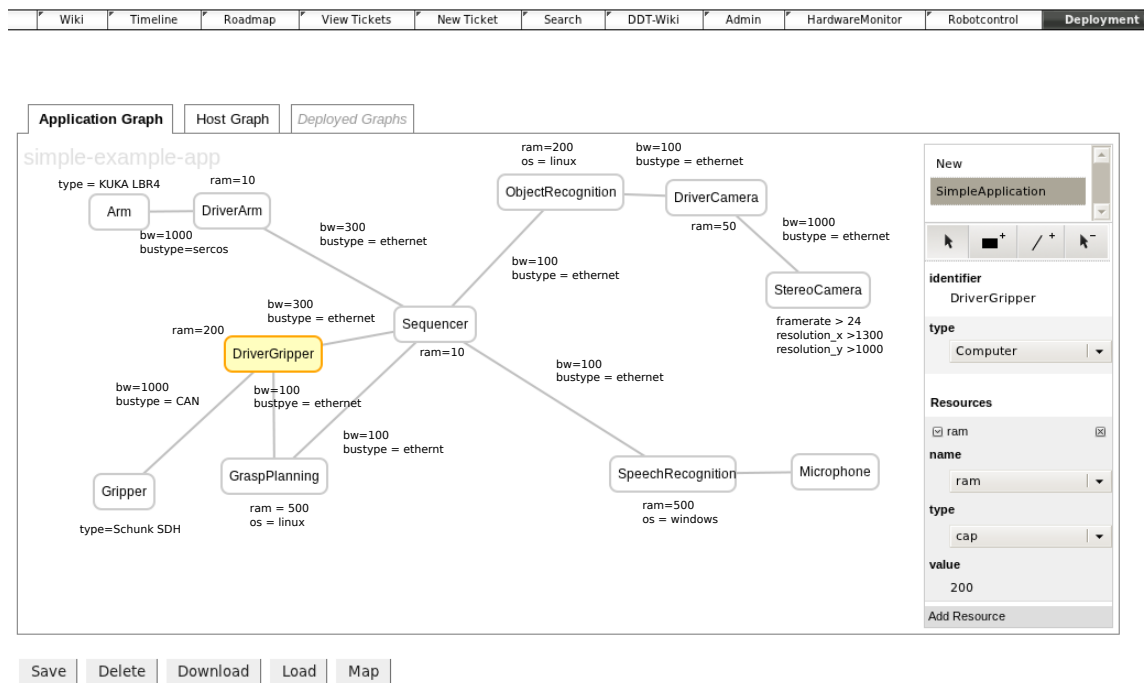 Wiki
Timeline
Roadmap
View Tickets
New Ticket
Search
DDT-Wiki
Admin
HardwareMonitor
Robotcontrol
Deployment
Application Graph
Host Graph
Deployed Graphs
simple-example-app
type = KUKA LBR4
Arm
ram=10
DriverArm
bw=1000
bustype=sercos
bw=300
bustype = ethernet
ram=200
os = linux
ObjectRecognition
bw=100
bustype = ethernet
DriverCamera
ram=50
bw=1000
bustype = ethernet
bw=100
bustype = ethernet
StereoCamera
framerate > 24
resolution_x >1300
resolution_y >1000
bw=300
bustype = ethernet
Sequencer
ram=10
ram=200
DriverGripper
bw=1000
bustype = CAN
bw=100
bustpye = ethernet
bw=100
bustype = ethernet
bw=100
bustype = ethernt
Gripper
type=Schunk SDH
GraspPlanning
ram = 500
os = linux
SpeechRecognition
ram=500
os = windows
Microphone
New
SimpleApplication
identifier
DriverGripper
type
Computer
Resources
ram
name
ram
type
cap
value
200
Add Resource
Save
Delete
Download
Load
Map